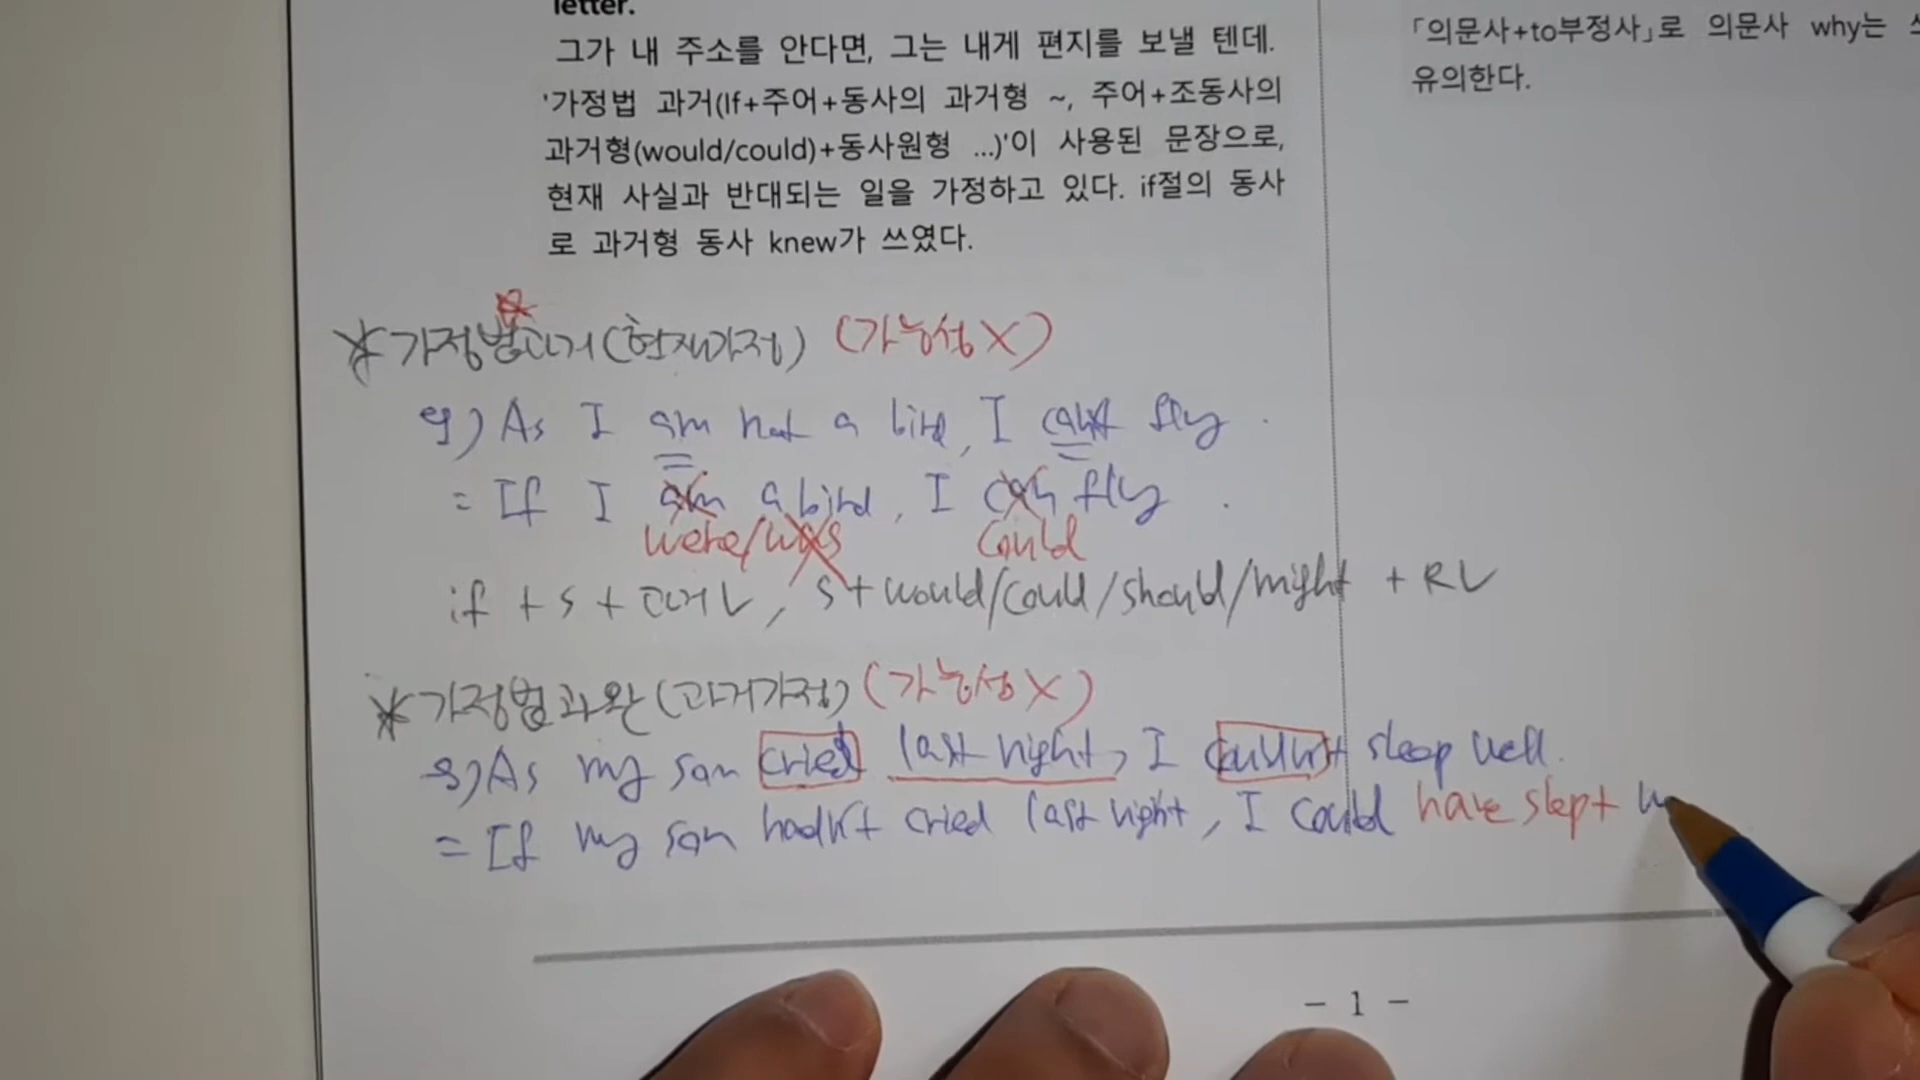 letter.
그가 내 주소를 안다면, 그는 내게 편지를 보낼 텐데.
'가정법 과거(If+주어+동사의 과거형 ~, 주어+조동사의
과거형(would/could)+동사원형 ...)'이 사용된 문장으로,
현재 사실과 반대되는 일을 가정하고 있다. if절의 동사
로 과거형 동사 knew가 쓰였다.
「의문사+to부정사」로 의문사 why는
유의한다.
*가정법과거(현재가정) (가능성X)
eg) As I am not a bird, I can't fly.
= If I am a bird, I can fly.
were/was could
if + S + 과거V, S + would/could/should/might + RV
*가정법과완(과거가정) (가능성X)
eg) As my son cried last night, I couldn't sleep well.
= If my son hadn't cried last night, I could have slept
- 1 -